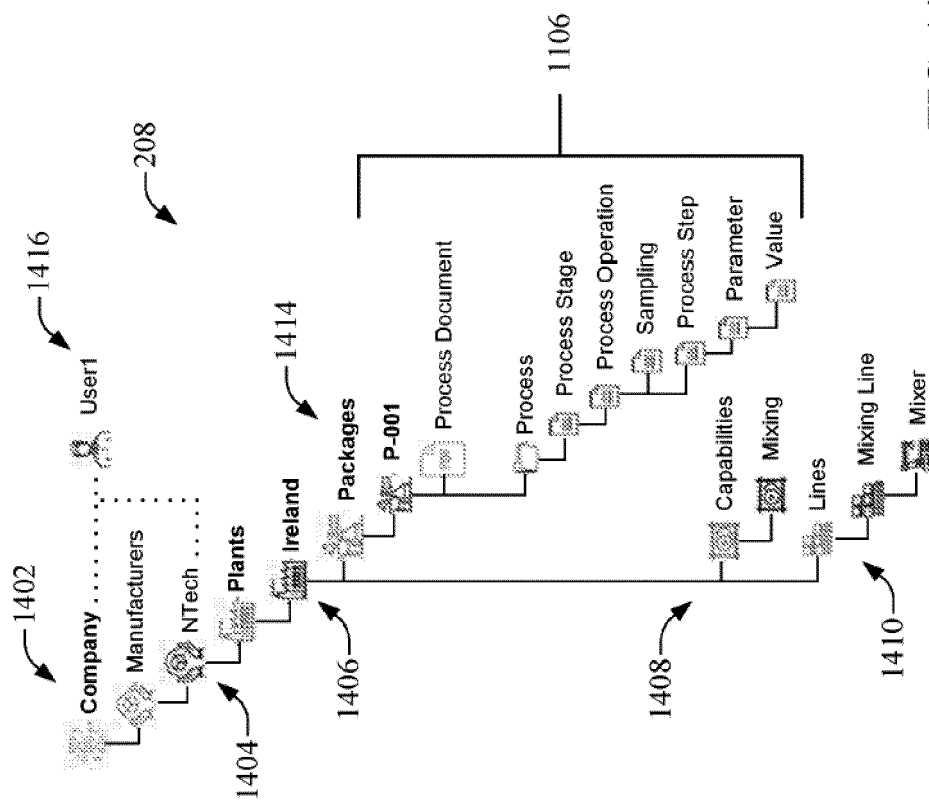 1402
1416
208
Company
User1
Manufacturers
NTech
1404
Plants
Ireland
1406
1414
Packages
P-001
Process Document
Process
Process Stage
Process Operation
Sampling
Process Step
Parameter
Value
1106
1408
Capabilities
Mixing
Lines
1410
Mixing Line
Mixer